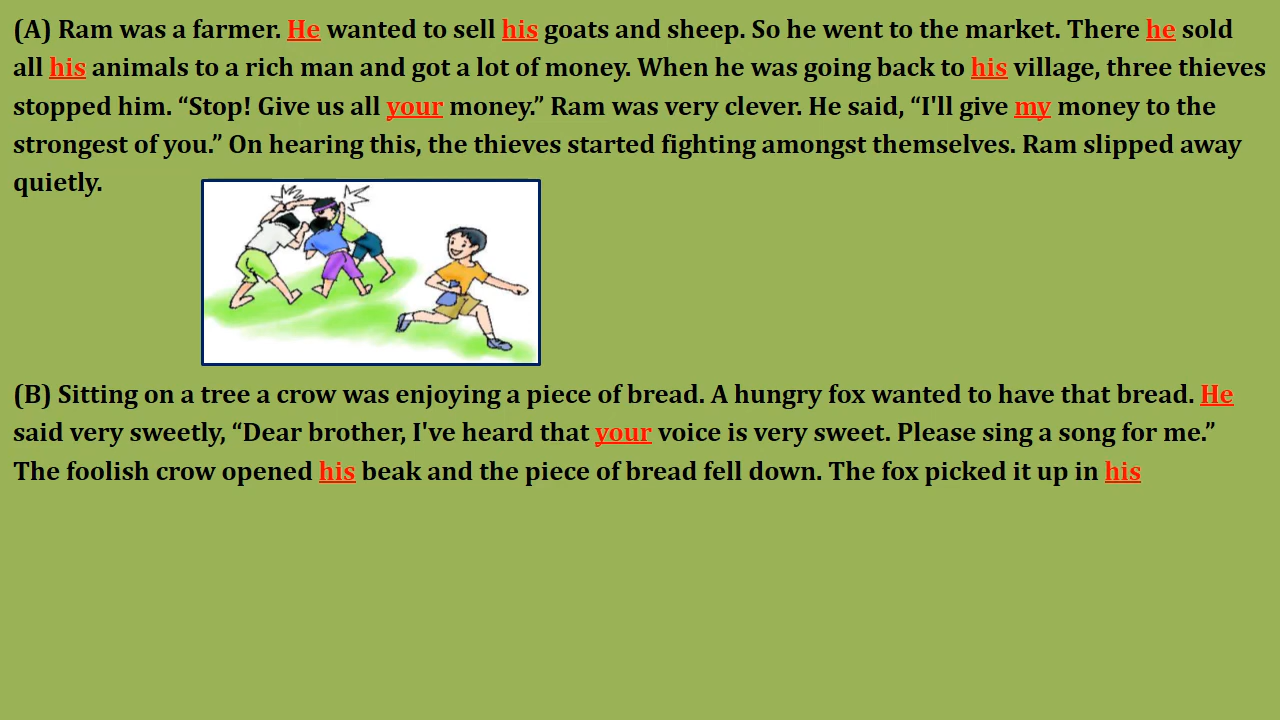 (A) Ram was a farmer. He wanted to sell his goats and sheep. So he went to the market. There he sold
all his animals to a rich man and got a lot of money. When he was going back to his village, three thieves
stopped him. “Stop! Give us all your money.” Ram was very clever. He said, “I'll give my money to the
strongest of you.” On hearing this, the thieves started fighting amongst themselves. Ram slipped away
quietly.
(B) Sitting on a tree a crow was enjoying a piece of bread. A hungry fox wanted to have that bread. He
said very sweetly, “Dear brother, I've heard that your voice is very sweet. Please sing a song for me.”
The foolish crow opened his beak and the piece of bread fell down. The fox picked it up in his